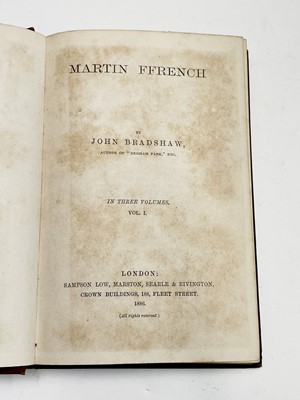 MARTIN FFRENCH
BY
JOHN BRADSHAW,
AUTHOR OF "BRIXHAM PARK," ETC.
IN THREE VOLUMES.
VOL. I.
LONDON:
SAMPSON LOW, MARSTON, SEARLE & RIVINGTON,
CROWN BUILDINGS, 188, FLEET STREET.
1886.
(All rights reserved.)